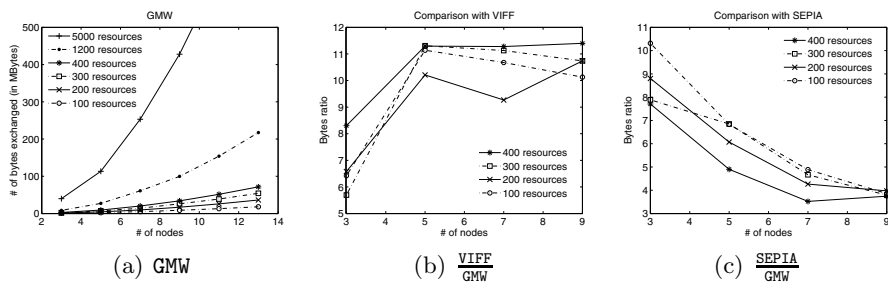 GMW
# of bytes exchanged (in MBytes)
500
400
300
200
100
0
2 4 6 8 10 12 14
# of nodes
5000 resources
1200 resources
400 resources
300 resources
200 resources
100 resources
(a) GMW
Comparison with VIFF
Bytes ratio
12
11
10
9
8
7
6
5
3 4 5 6 7 8 9
# of nodes
400 resources
300 resources
200 resources
100 resources
(b) VIFF
GMW
Comparison with SEPIA
Bytes ratio
11
10
9
8
7
6
5
4
3
3 4 5 6 7 8 9
# of nodes
400 resources
300 resources
200 resources
100 resources
(c) SEPIA
GMW